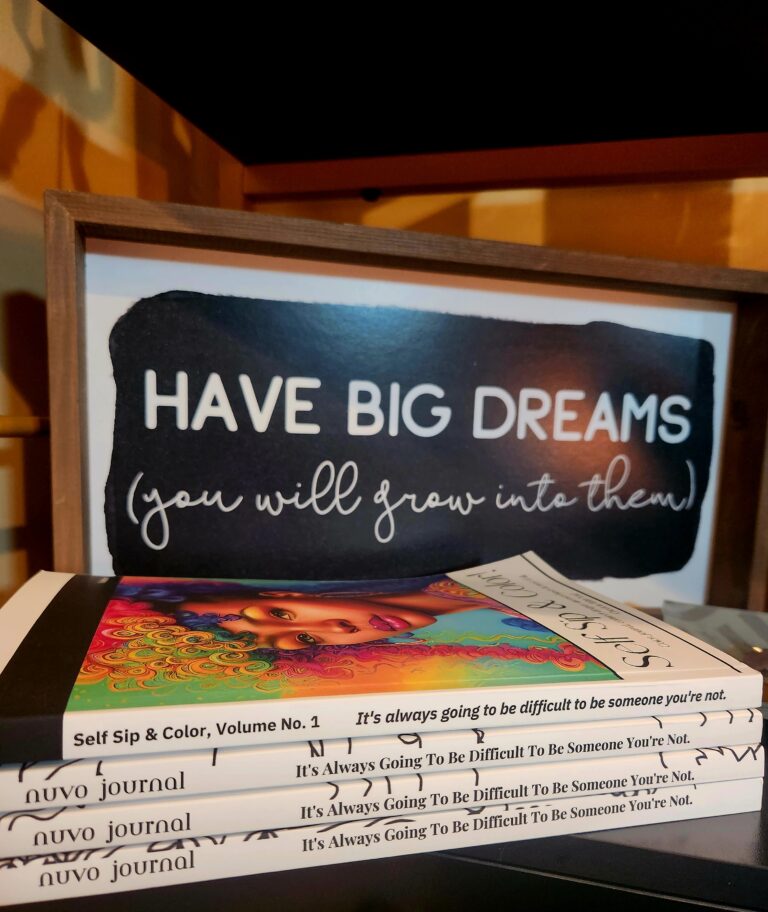 HAVE BIG DREAMS
(you will grow into them)
Self Sip & Color!
Self Sip & Color, Volume No. 1 It's always going to be difficult to be someone you're not.
nuvo journal It's Always Going To Be Difficult To Be Someone You're Not.
nuvo journal It's Always Going To Be Difficult To Be Someone You're Not.
nuvo journal It's Always Going To Be Difficult To Be Someone You're Not.